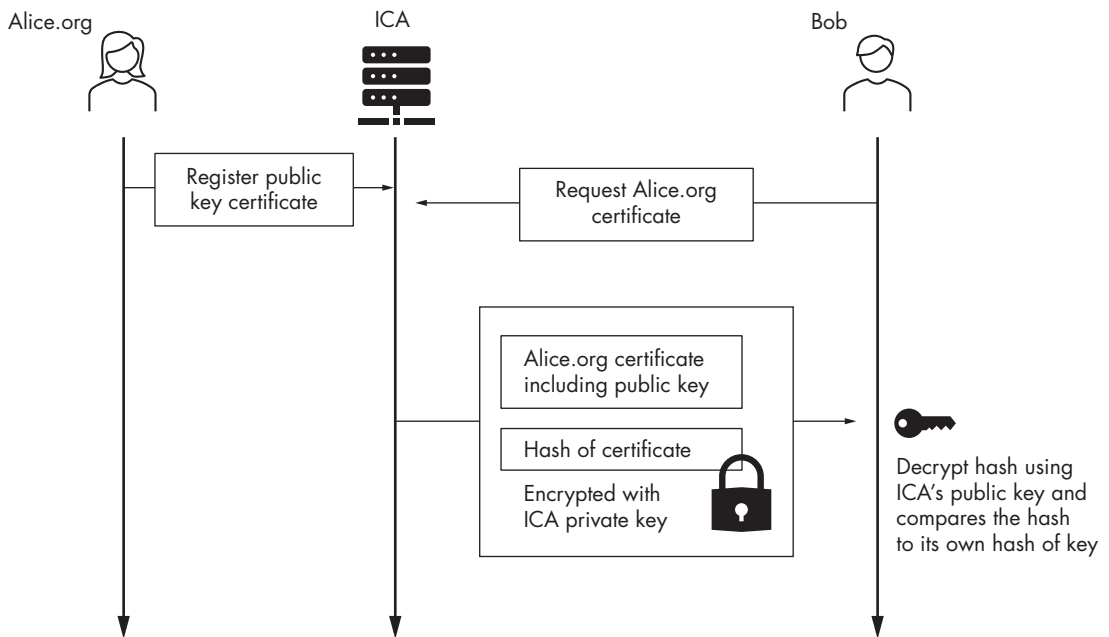 Alice.org
ICA
Bob
Register public
key certificate
Request Alice.org
certificate
Alice.org certificate
including public key
Hash of certificate
Encrypted with
ICA private key
Decrypt hash using
ICA’s public key and
compares the hash
to its own hash of key